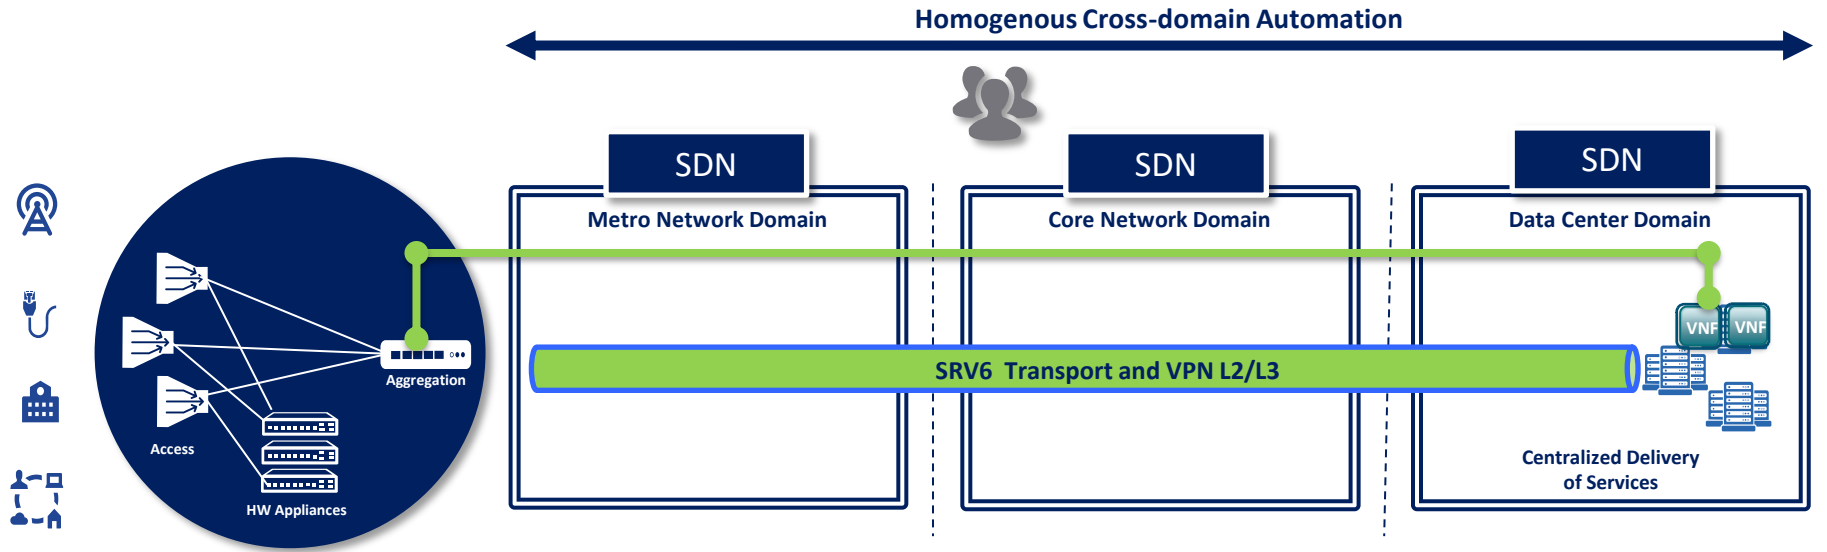 Homogenous Cross-domain Automation
SDN
SDN
SDN
Metro Network Domain
Core Network Domain
Data Center Domain
VNF
VNF
SRV6 Transport and VPN L2/L3
Aggregation
Access
HW Appliances
Centralized Delivery
of Services